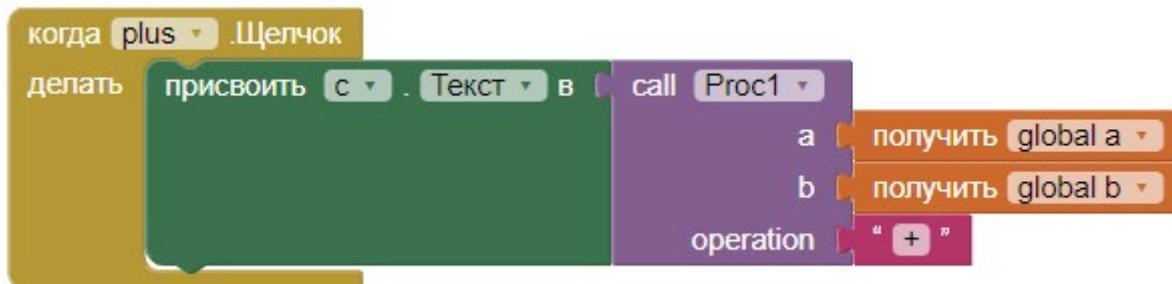 когда plus .Щелчок
делать присвоить c . Текст в call Proc1
a получить global a
b получить global b
operation “ + ”